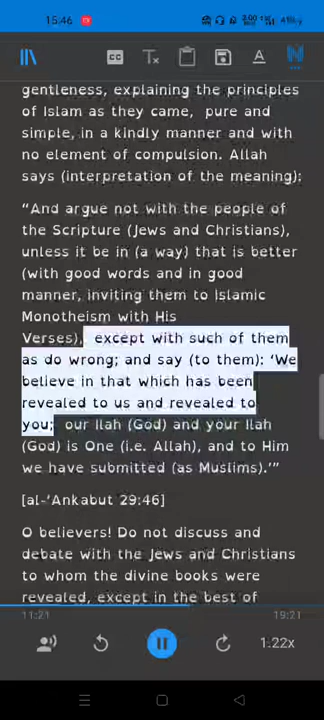 15.46
gentleness, explaining the principles
of Islam as they came, pure and
simple, in a kindly manner and with
no element of compulsion. Allah
says (interpretation of the meaning):
“And argue not with the people of
the Scripture (Jews and Christians),
unless it be in (a way) that is better
(with good words and in good
manner, inviting them to Islamic
Monotheism with His
Verses), except with such of them
as do wrong; and say (to them): ‘We
believe in that which has been
revealed to us and revealed to
you; our Ilah (God) and your Ilah
(God) is One (i.e. Allah), and to Him
we have submitted (as Muslims).’”
[al-‘Ankabut 29:46]
O believers! Do not discuss and
debate with the Jews and Christians
to whom the divine books were
revealed, except in the best of
11:21 19:21
1.22x